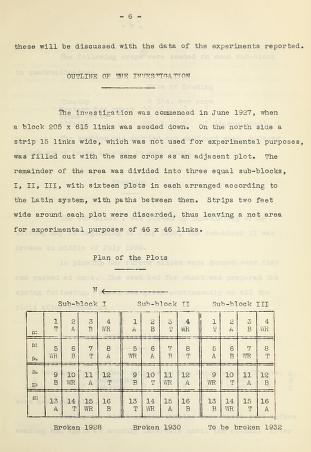 - 6 -
these will be discussed with the data of the experiments reported.
OUTLINE OF THE INVESTIGATION
The investigation was commenced in June 1927, when
a block 205 x 615 links was seeded down. On the north side a
strip 15 links wide, which was not used for experimental purposes,
was filled out with the same crops as an adjacent plot. The
remainder of the area was divided into three equal sub-blocks,
I, II, III, with sixteen plots in each arranged according to
the Latin system, with paths between them. Strips two feet
wide around each plot were discarded, thus leaving a net area
for experimental purposes of 46 x 46 links.
Plan of the Plots
N
Sub-block I Sub-block II Sub-block III
1 2 3 4 1 2 3 4 1 2 3 4
T A B WR A B T WR T A B WR
5 6 7 8 5 6 7 8 5 6 7 8
WR B T A WR A B T A B WR T
9 10 11 12 9 10 11 12 9 10 11 12
B WR A T B T WR A WR T A B
13 14 15 16 13 14 15 16 13 14 15 16
A T WR B T WR A B B WR T A
Broken 1928 Broken 1930 To be broken 1932